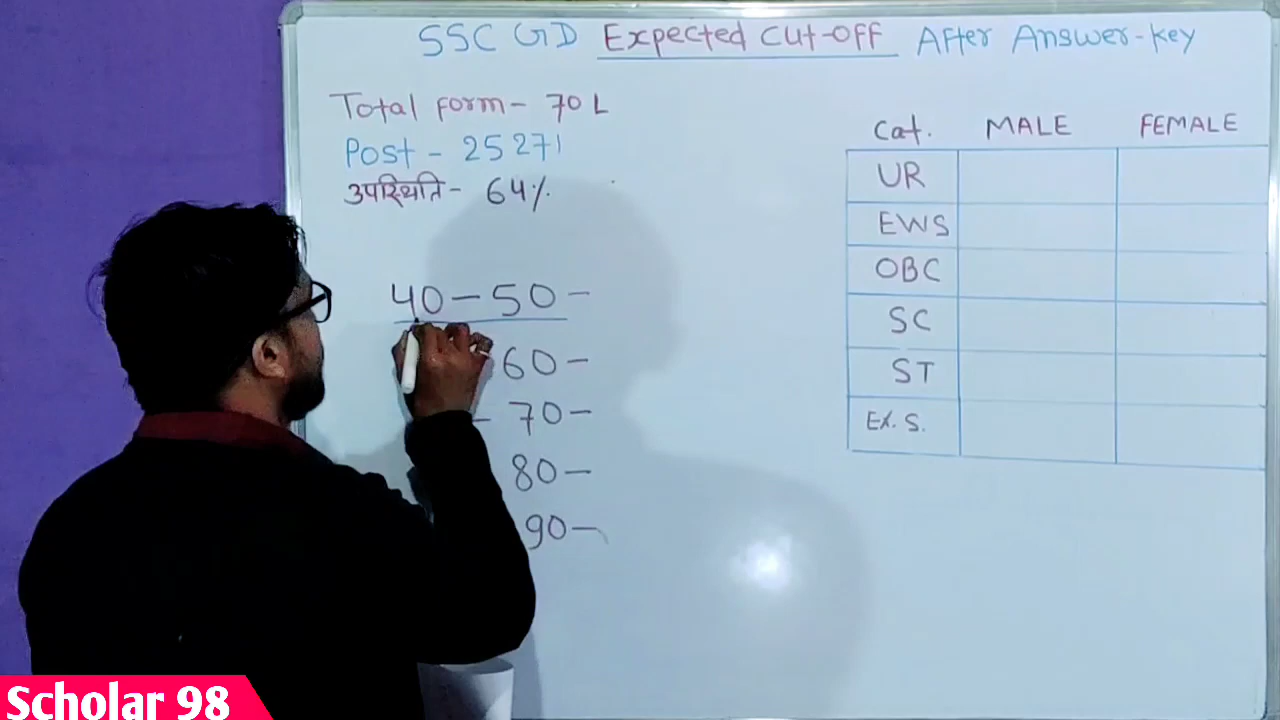 SSC GD Expected Cut-off After Answer-key
Total form - 70 L
Post - 25271
उपस्थिति - 64%
40 - 50 -
60 -
- 70 -
80 -
90 -
Cat. MALE FEMALE
UR
EWS
OBC
SC
ST
Ex. S.
Scholar 98